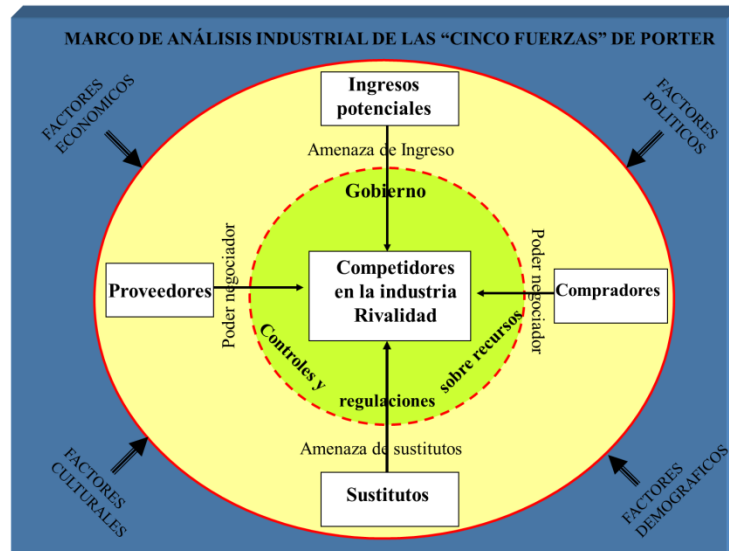 MARCO DE ANÁLISIS INDUSTRIAL DE LAS “CINCO FUERZAS” DE PORTER
FACTORES
ECONOMICOS
Ingresos
potenciales
FACTORES
POLITICOS
Amenaza de Ingreso
Gobierno
Proveedores
Poder negociador
Competidores
en la industria
Rivalidad
Poder negociador
Compradores
Controles y
regulaciones
sobre recursos
Amenaza de sustitutos
Sustitutos
FACTORES
CULTURALES
FACTORES
DEMOGRAFICOS